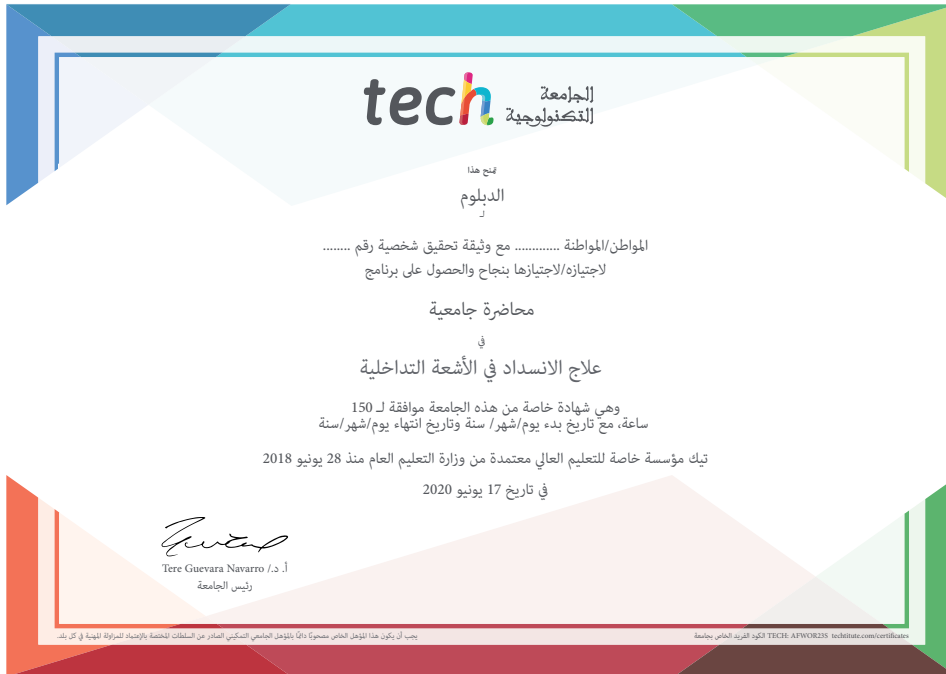 tech الجامعة
التكنولوجية
تمنح هذا
الدبلوم
لـ
المواطن/المواطنة ............ مع وثيقة تحقيق شخصية رقم ........
لاجتيازه/لاجتيازها بنجاح والحصول على برنامج
محاضرة جامعية
في
علاج الانسداد في الأشعة التداخلية
وهي شهادة خاصة من هذه الجامعة موافقة لـ 150
ساعة، مع تاريخ بدء يوم/شهر/ سنة وتاريخ انتهاء يوم/شهر/سنة
تيك مؤسسة خاصة للتعليم العالي معتمدة من وزارة التعليم العام منذ 28 يونيو 2018
في تاريخ 17 يونيو 2020
أ. د./ Tere Guevara Navarro
رئيس الجامعة
يجب أن يكون هذا المؤهل الخاص مصحوبًا دائمًا بالمؤهل الجامعي التمكيني الصادر عن السلطات المختصة بالإعتماد للمزاولة المهنية في كل بلد.
الكود الفريد الخاص بجامعة TECH: AFWOR23S techtitute.com/certificates